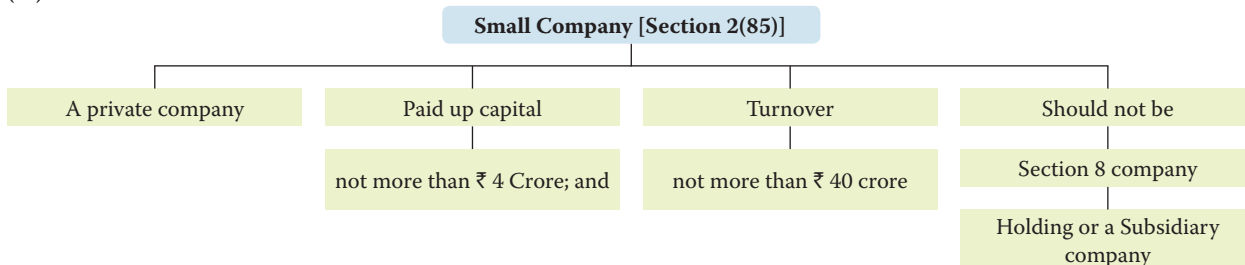 Small Company [Section 2(85)]
A private company
Paid up capital
Turnover
Should not be
not more than ₹ 4 Crore; and
not more than ₹ 40 crore
Section 8 company
Holding or a Subsidiary
company